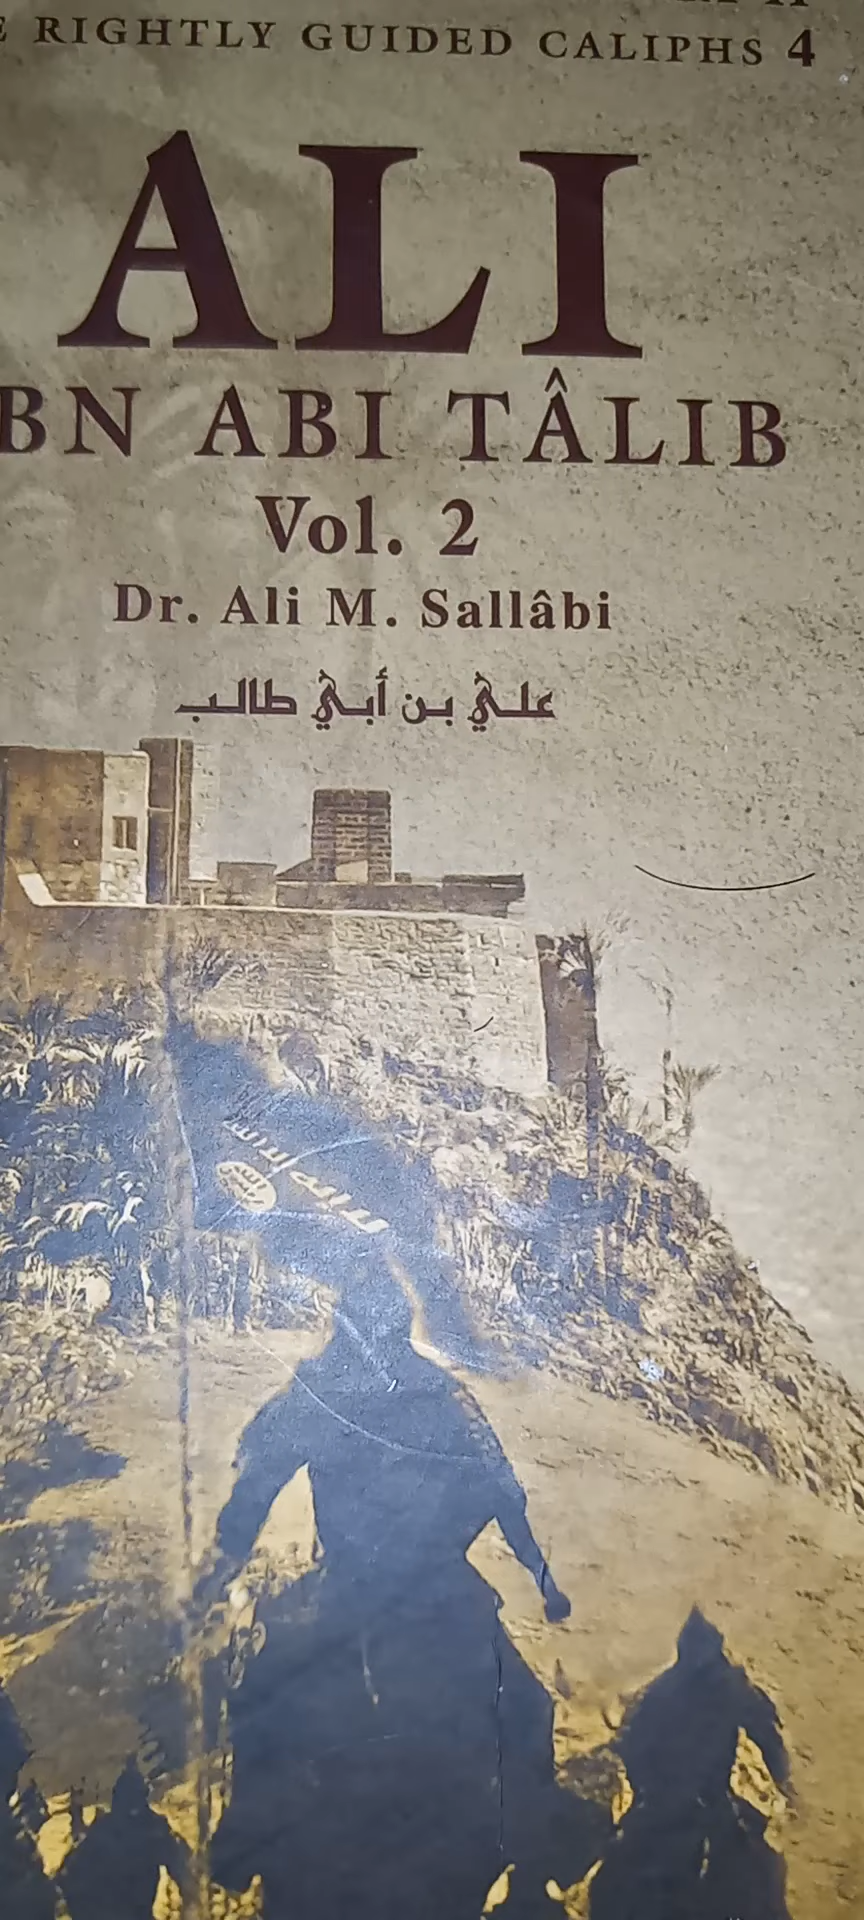 RIGHTLY GUIDED CALIPHS 4
ALI
BN ABI TÂLIB
Vol. 2
Dr. Ali M. Sallâbi
علي بن أبي طالب